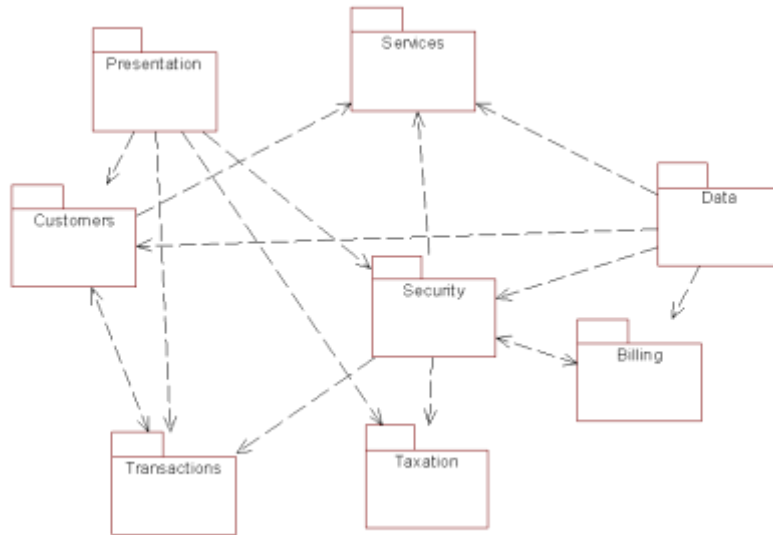 Services
Presentation
Data
Customers
Security
Billing
Transactions
Taxation